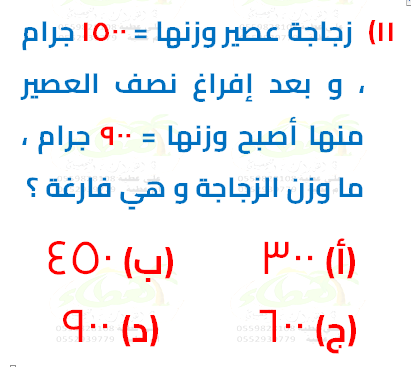 ١١) زجاجة عصير وزنها = ١٥٠٠ جرام
، و بعد إفراغ نصف العصير
منها أصبح وزنها = ٩٠٠ جرام ،
ما وزن الزجاجة و هي فارغة ؟
(أ) ٣٠٠ (ب) ٤٥٠
(ج) ٦٠٠ (د) ٩٠٠